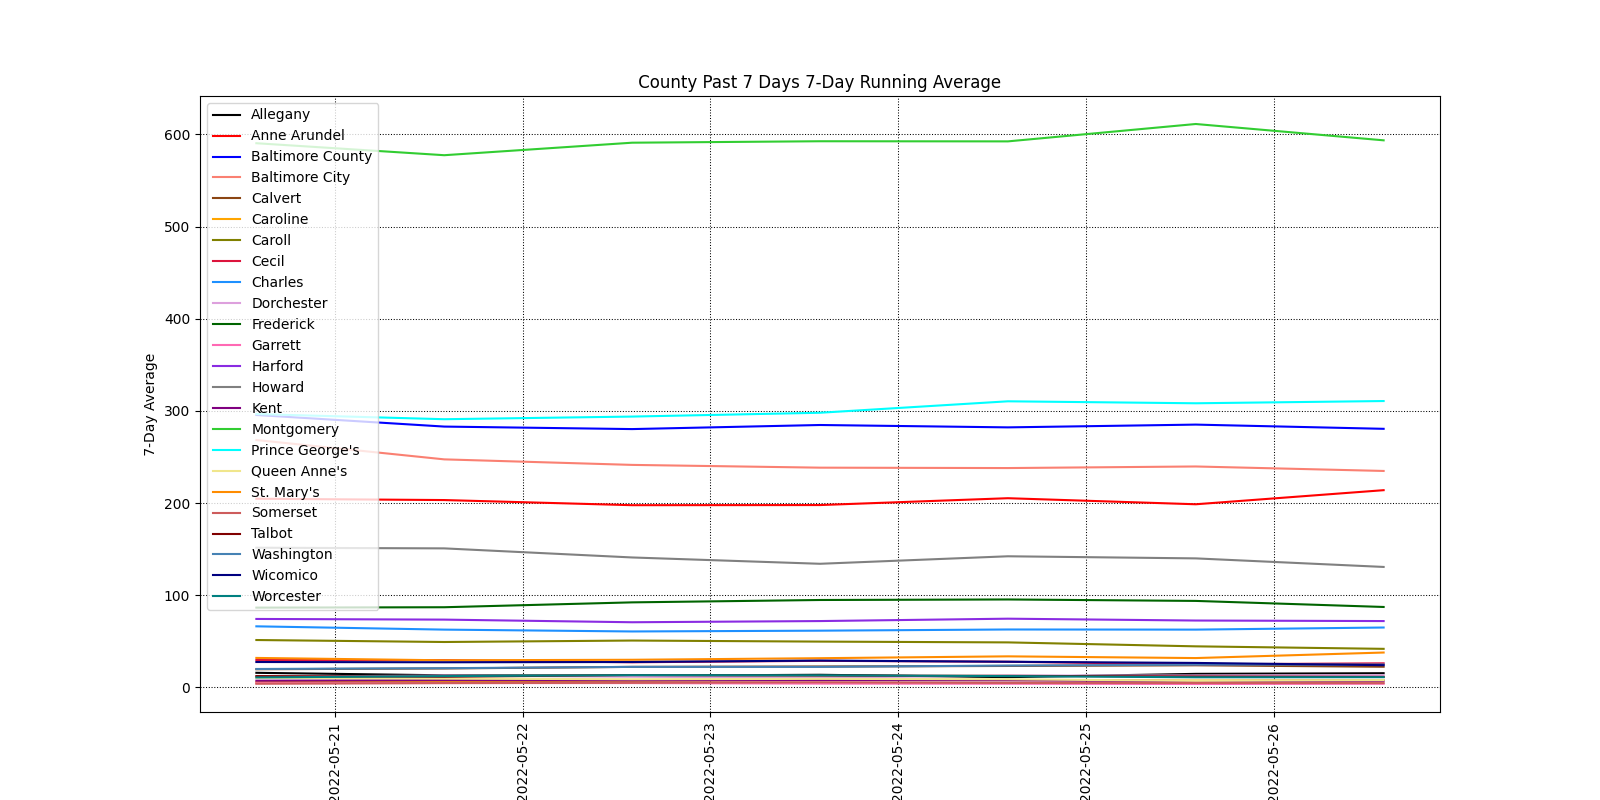 County Past 7 Days 7-Day Running Average
Allegany
Anne Arundel
Baltimore County
Baltimore City
Calvert
Caroline
Caroll
Cecil
Charles
Dorchester
Frederick
Garrett
Harford
Howard
Kent
Montgomery
Prince George's
Queen Anne's
St. Mary's
Somerset
Talbot
Washington
Wicomico
Worcester
600
500
400
300
200
100
0
7-Day Average
2022-05-21
2022-05-22
2022-05-23
2022-05-24
2022-05-25
2022-05-26